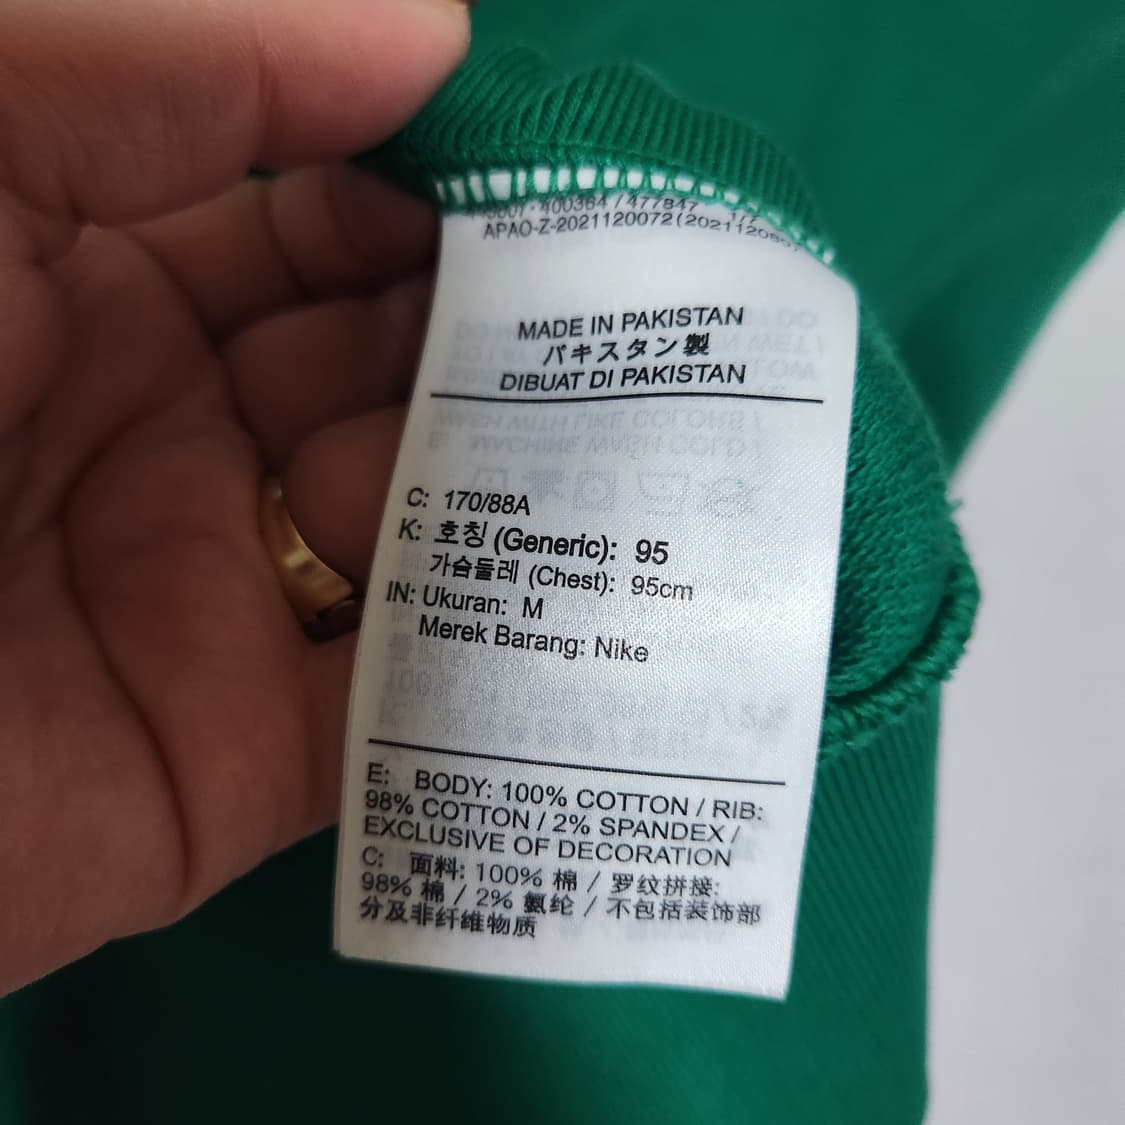 400364 / 477847
APAO-Z-2021120072(20211208
MADE IN PAKISTAN
パキスタン製
DIBUAT DI PAKISTAN
C: 170/88A
K: 호칭 (Generic): 95
가슴둘레 (Chest): 95cm
IN: Ukuran: M
Merek Barang: Nike
E: BODY: 100% COTTON / RIB:
98% COTTON / 2% SPANDEX /
EXCLUSIVE OF DECORATION
C: 面料: 100% 棉 / 罗纹拼接:
98% 棉 / 2% 氨纶 / 不包括装饰部
分及非纤维物质